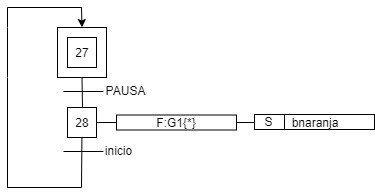 27
PAUSA
28
F:G1{*}
S
bnaranja
inicio